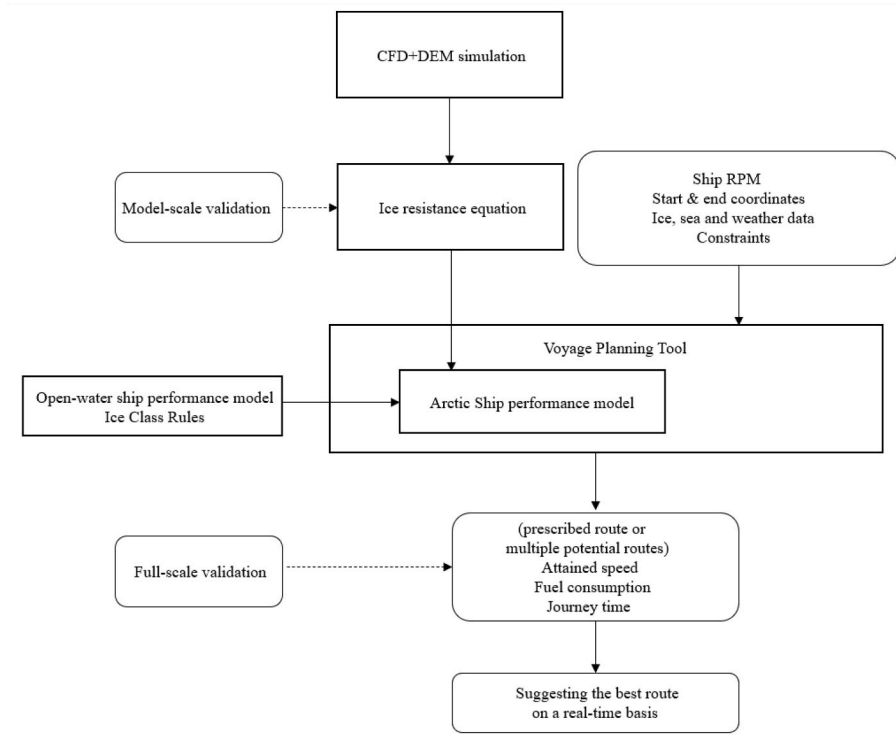 CFD+DEM simulation
Model-scale validation
Ice resistance equation
Ship RPM
Start & end coordinates
Ice, sea and weather data
Constraints
Voyage Planning Tool
Open-water ship performance model
Ice Class Rules
Arctic Ship performance model
(prescribed route or
multiple potential routes)
Attained speed
Fuel consumption
Journey time
Full-scale validation
Suggesting the best route
on a real-time basis